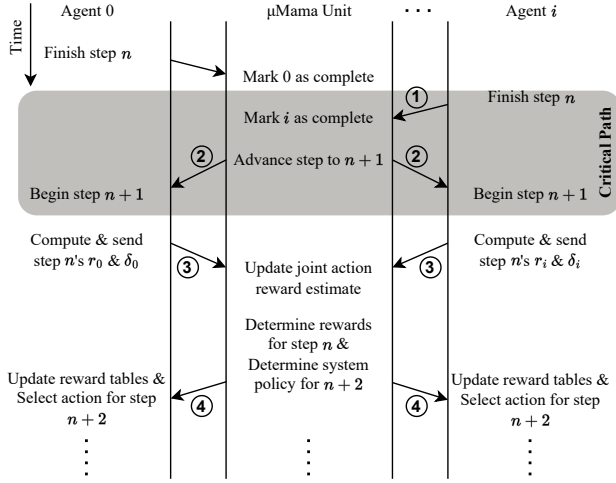 Agent 0
μMama Unit
· · ·
Agent i
Time
Finish step n
Mark 0 as complete
1
Finish step n
Mark i as complete
Critical Path
2
Advance step to n + 1
2
Begin step n + 1
Begin step n + 1
Compute & send
step n's r₀ & δ₀
3
Update joint action
reward estimate
3
Compute & send
step n's rᵢ & δᵢ
Determine rewards
for step n &
Determine system
policy for n + 2
Update reward tables &
Select action for step
n + 2
4
4
Update reward tables &
Select action for step
n + 2